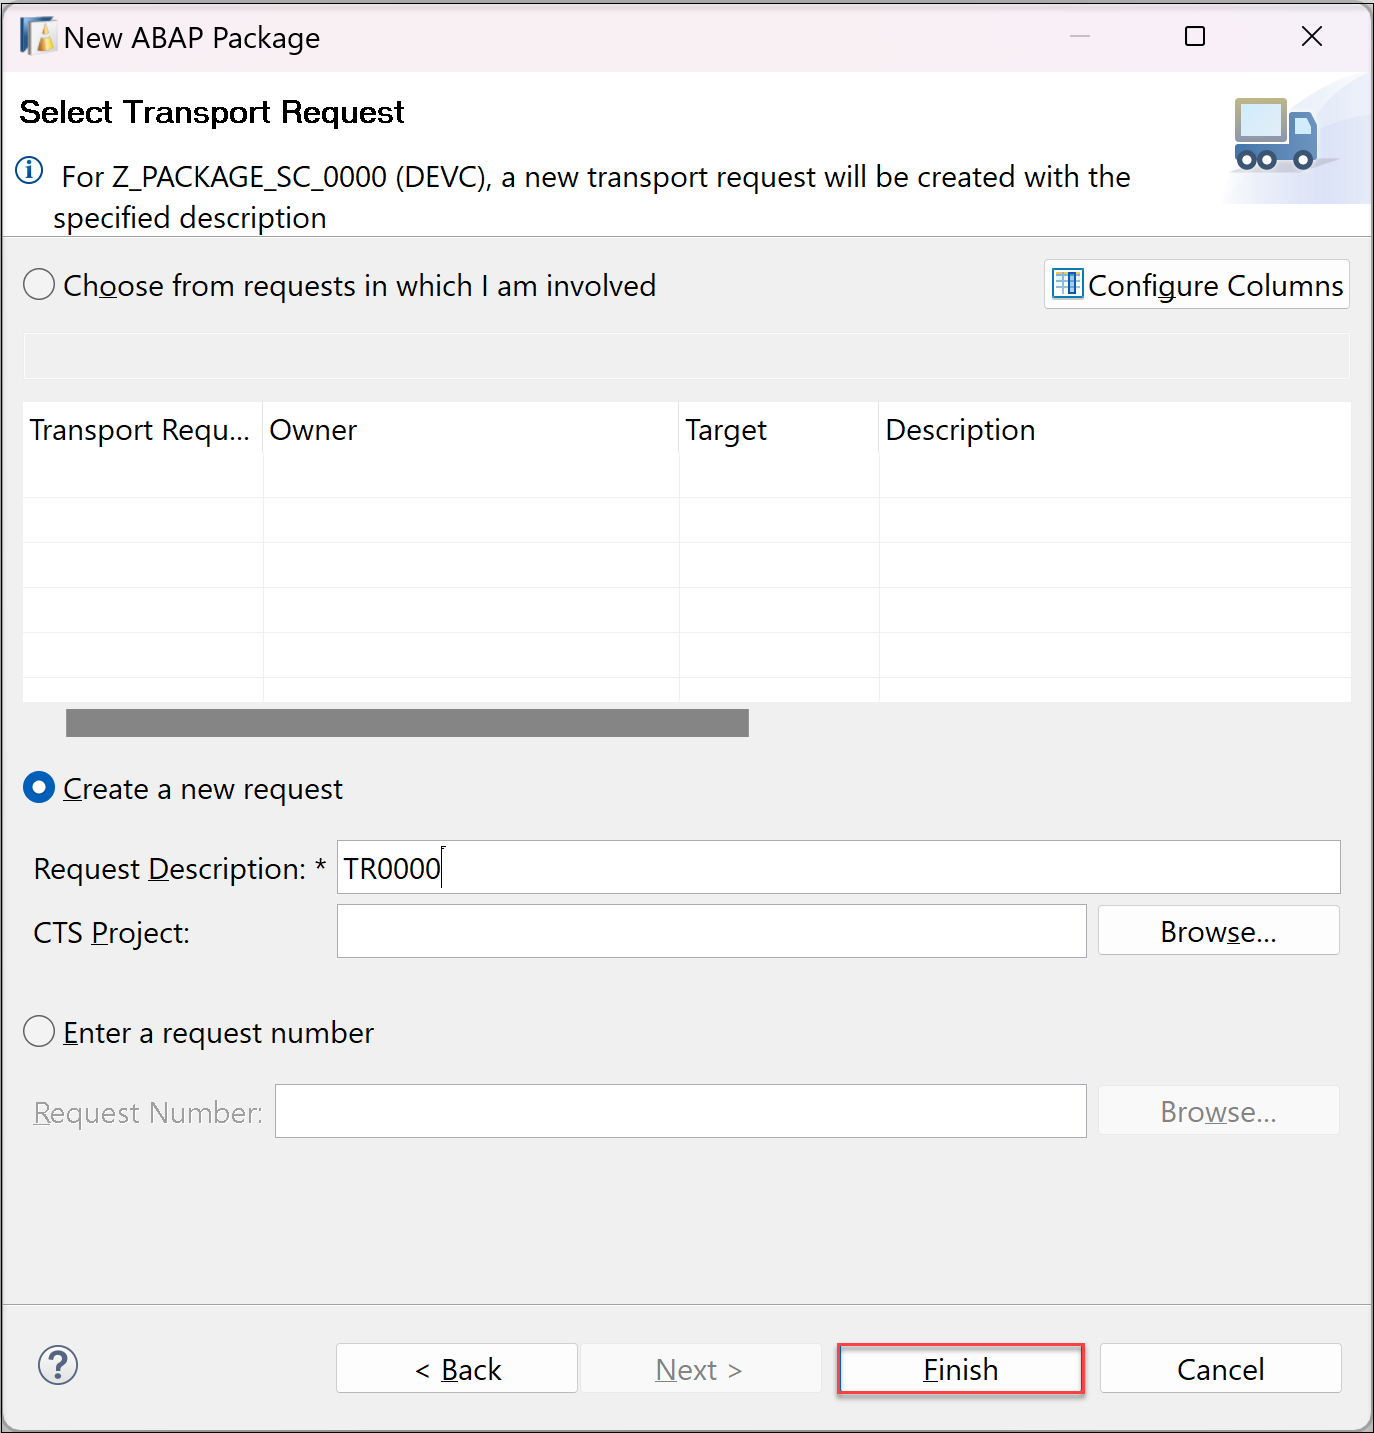 New ABAP Package
Select Transport Request
For Z_PACKAGE_SC_0000 (DEVC), a new transport request will be created with the
specified description
Choose from requests in which I am involved
Configure Columns
Transport Requ... Owner Target Description
Create a new request
Request Description: * TR0000
CTS Project: Browse...
Enter a request number
Request Number: Browse...
< Back Next > Finish Cancel